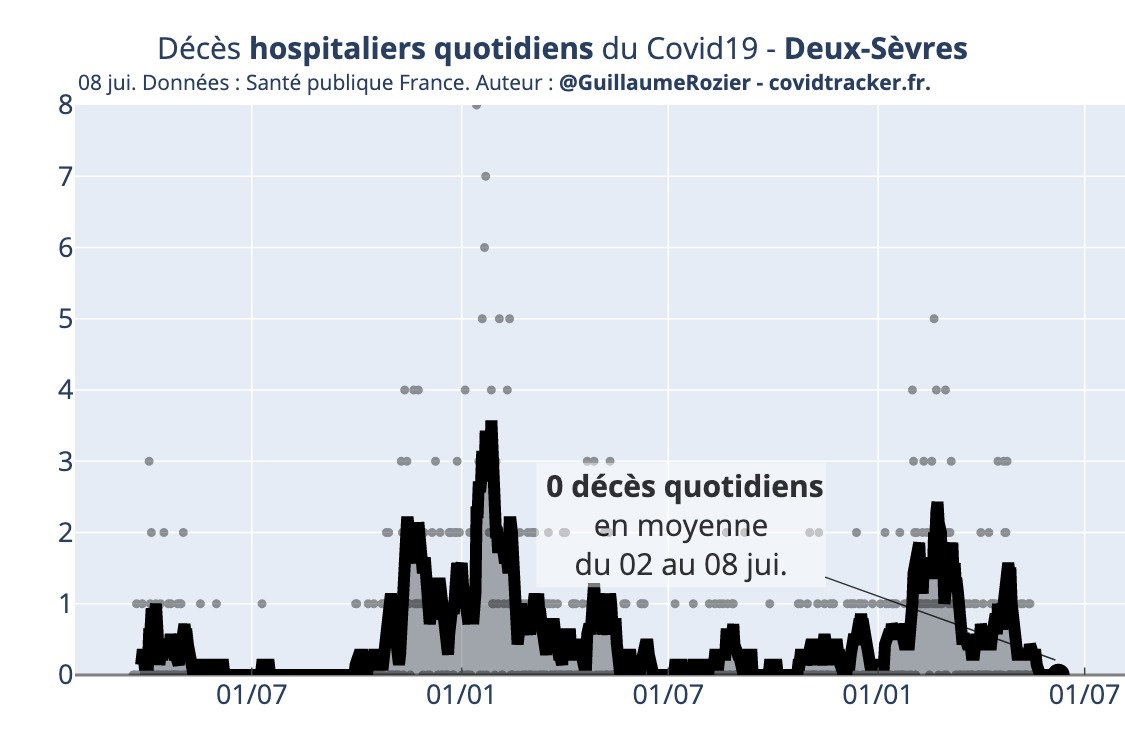 Décès hospitaliers quotidiens du Covid19 - Deux-Sèvres
08 jui. Données : Santé publique France. Auteur : @GuillaumeRozier - covidtracker.fr.
8
7
6
5
4
3
2
1
0
0 décès quotidiens
en moyenne
du 02 au 08 jui.
01/07 01/01 01/07 01/01 01/07